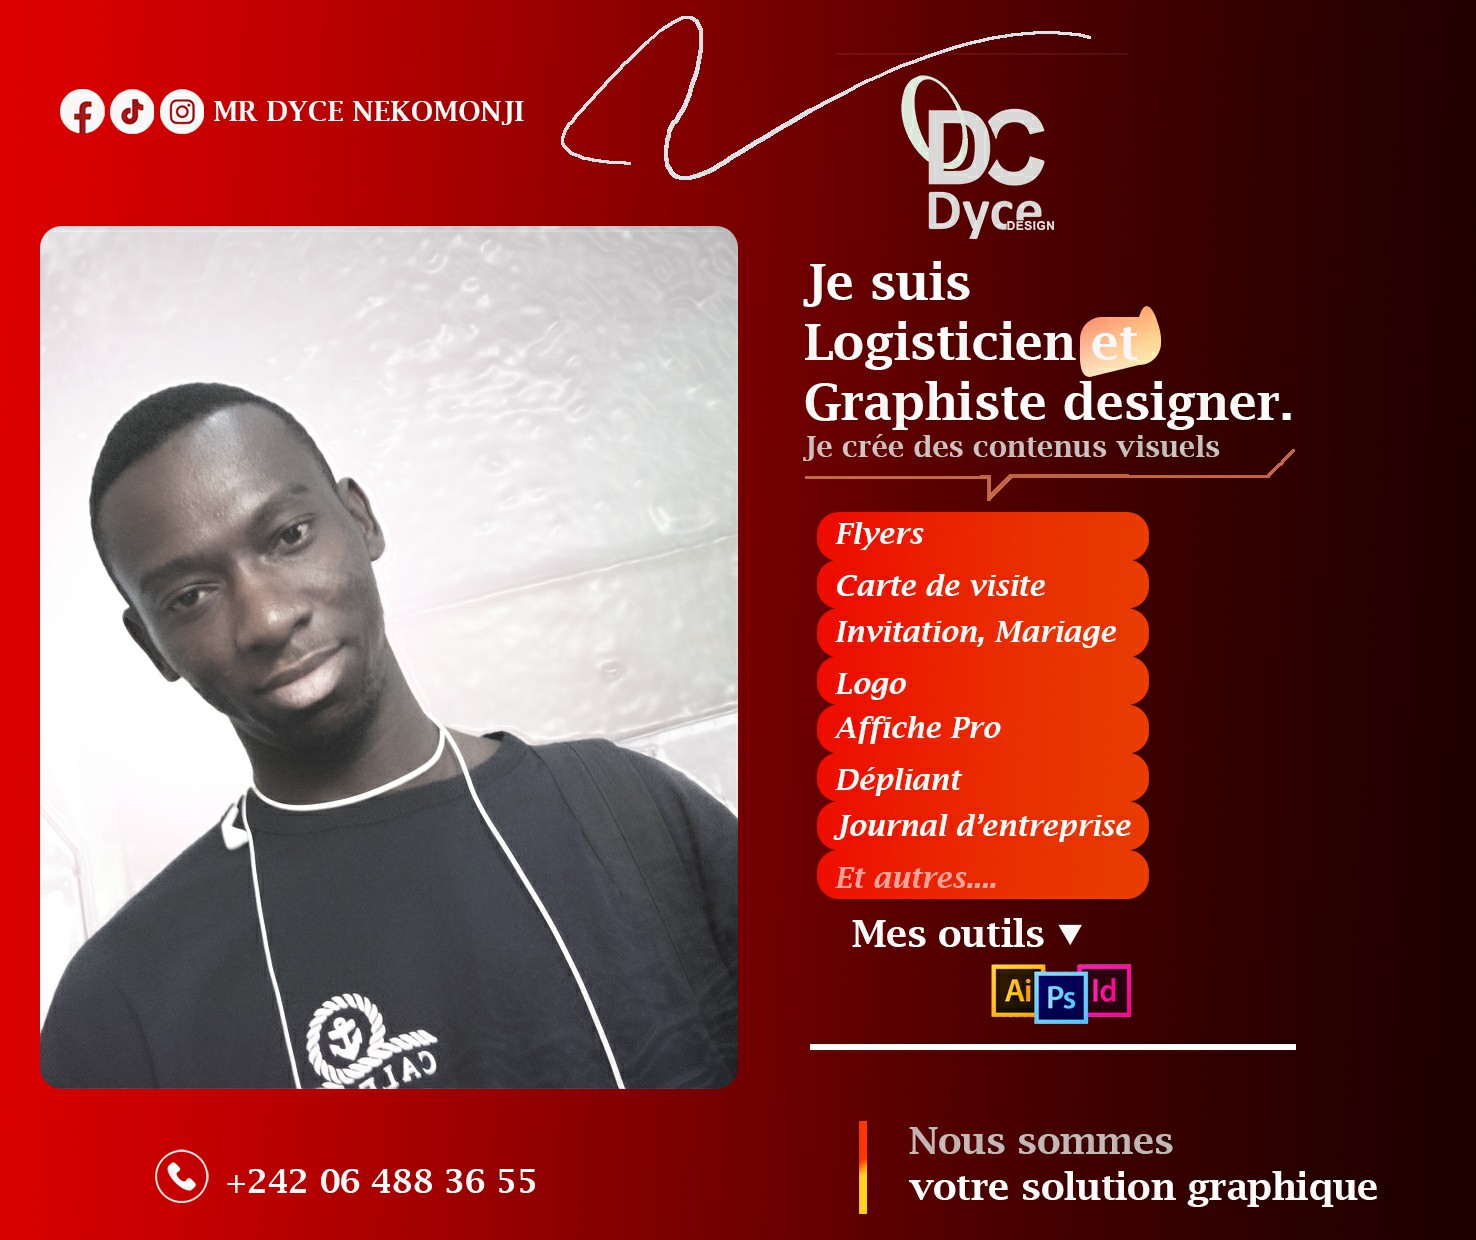 MR DYCE NEKOMONJI
DC
Dyce
DESIGN
Je suis
Logisticien et
Graphiste designer.
Je crée des contenus visuels
Flyers
Carte de visite
Invitation, Mariage
Logo
Affiche Pro
Dépliant
Journal d’entreprise
Et autres....
Mes outils
Ai Ps Id
+242 06 488 36 55
Nous sommes
votre solution graphique